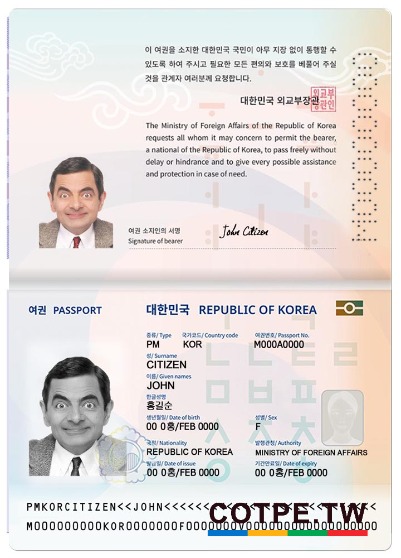 이 여권을 소지한 대한민국 국민이 아무 지장 없이 통행할 수
있도록 하여 주시고 필요한 모든 편의와 보호를 베풀어 주실
것을 관계자 여러분께 요청합니다.
대한민국 외교부장관
The Ministry of Foreign Affairs of the Republic of Korea
requests all whom it may concern to permit the bearer,
a national of the Republic of Korea, to pass freely without
delay or hindrance and to give every possible assistance
and protection in case of need.
여권 소지인의 서명
Signature of bearer
John Citizen
여권 PASSPORT
대한민국 REPUBLIC OF KOREA
종류/ Type 국가코드/ Country code 여권번호/ Passport No.
PM KOR M000A0000
성/ Surname
CITIZEN
이름/ Given names
JOHN
한글성명
홍길순
생년월일/ Date of birth 성별/ Sex
00 0홍/FEB 0000 F
국적/ Nationality 발행관청/ Authority
REPUBLIC OF KOREA MINISTRY OF FOREIGN AFFAIRS
발급일/ Date of issue 기간만료일/ Date of expiry
00 0홍/FEB 0000 00 0홍/FEB 0000
PMKORCITIZEN<<JOHN<<<<<<
COTPE.TW